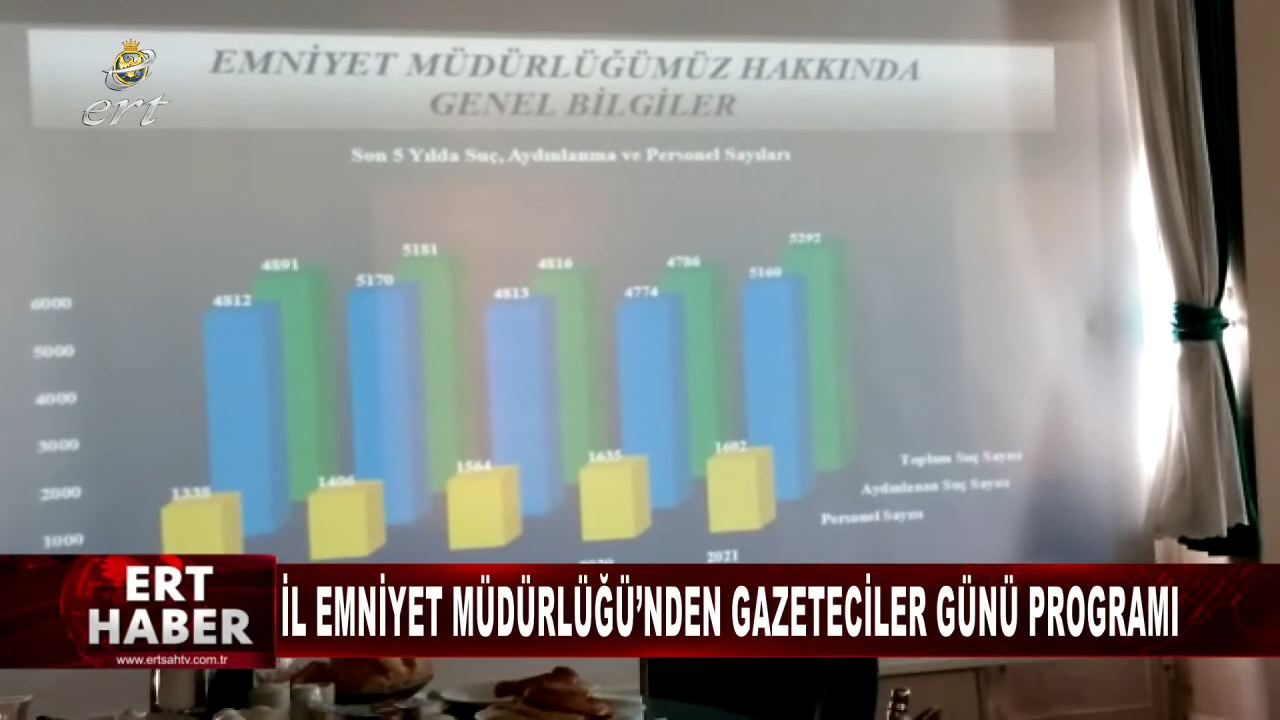 EMNİYET MÜDÜRLÜĞÜMÜZ HAKKINDA
GENEL BİLGİLER
ert
Son 5 Yılda Suç, Aydınlanma ve Personel Sayıları
4891 5181 4816 4786 5292
4812 5170 4813 4774 5160
6000
5000
4000
3000
2000
1000
1338 1406 1564 1635 1692
Toplam Suç Sayısı
Aydınlanan Suç Sayısı
Personel Sayısı
2020 2021
ERT
HABER
www.ertsahtv.com.tr
İL EMNİYET MÜDÜRLÜĞÜ'NDEN GAZETECİLER GÜNÜ PROGRAMI